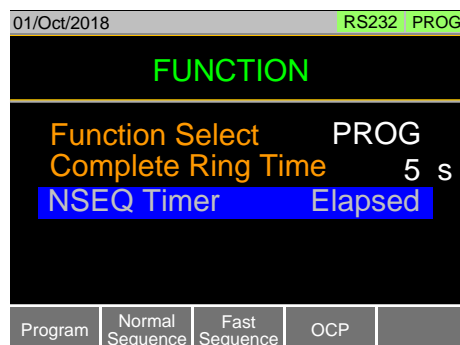 01/Oct/2018 RS232 PROG
FUNCTION
Function Select PROG
Complete Ring Time 5 s
NSEQ Timer Elapsed
Program Normal Sequence Fast Sequence OCP